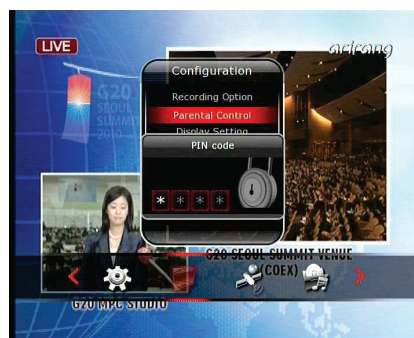 LIVE
arirang
G20
SEOUL
SUMMIT
2010
Configuration
Recording Option
Parental Control
Display Setting
PIN code
* * * *
G20 SEOUL SUMMIT VENUE
(COEX)
G20 MPC STUDIO